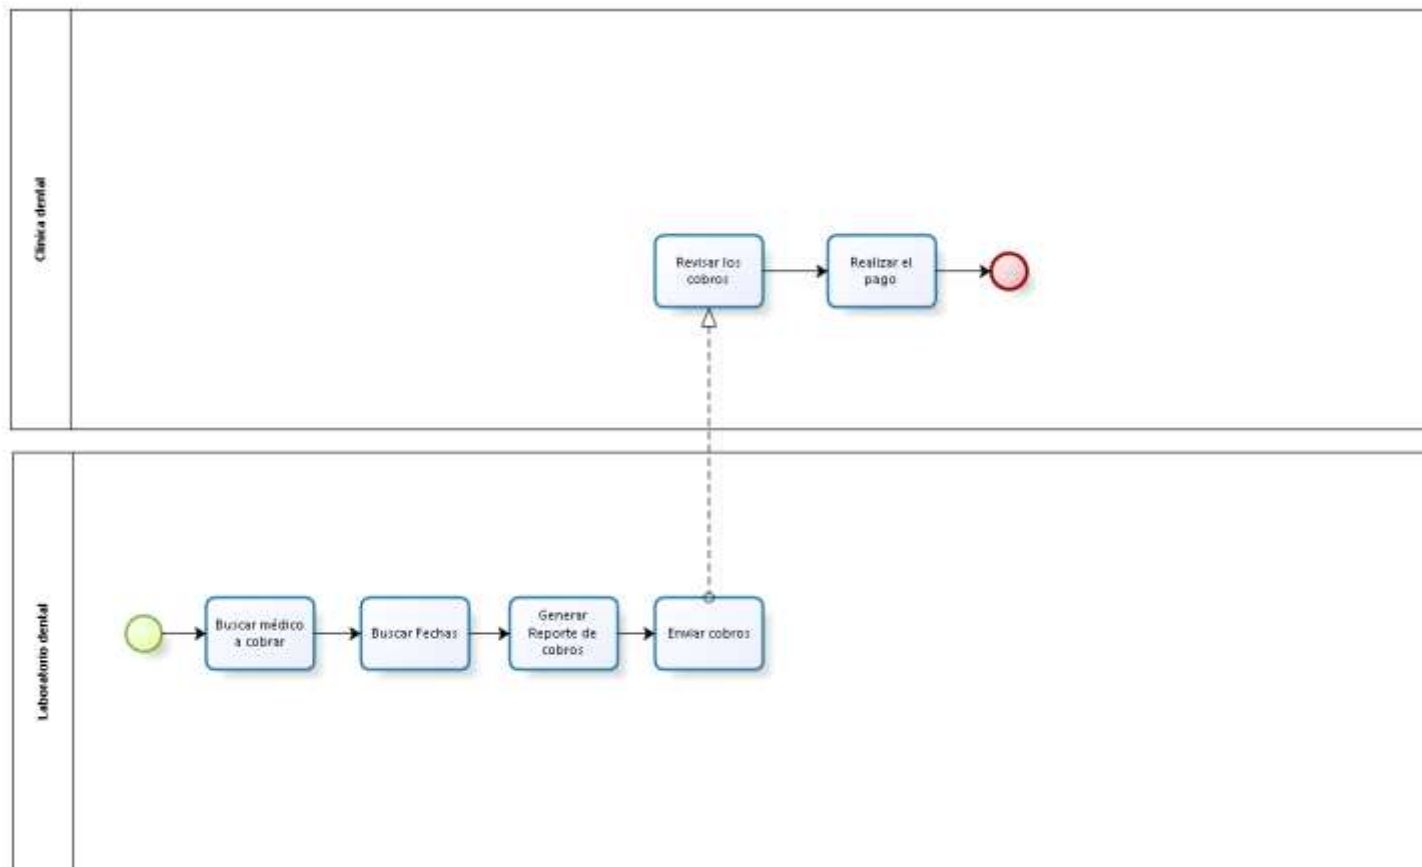 Clínica dental
Revisar los
cobros
Realizar el
pago
Laboratorio dental
Buscar médico
a cobrar
Buscar Fechas
Generar
Reporte de
cobros
Enviar cobros